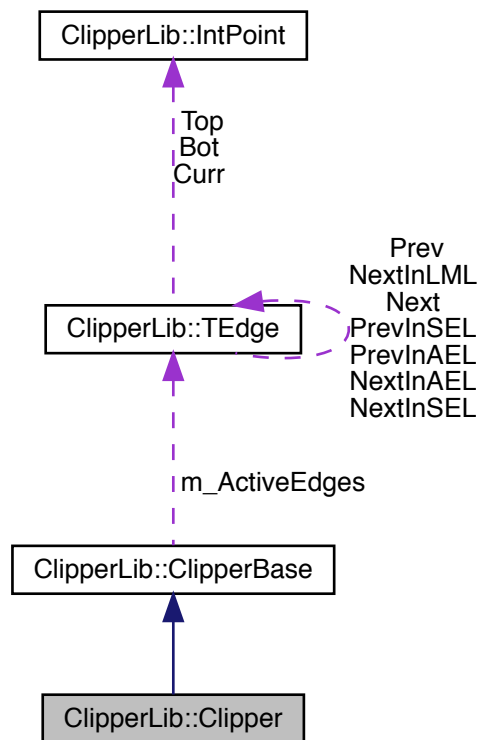 ClipperLib::IntPoint
Top
Bot
Curr
Prev
NextInLML
Next
PrevInSEL
PrevInAEL
NextInAEL
NextInSEL
ClipperLib::TEdge
m_ActiveEdges
ClipperLib::ClipperBase
ClipperLib::Clipper